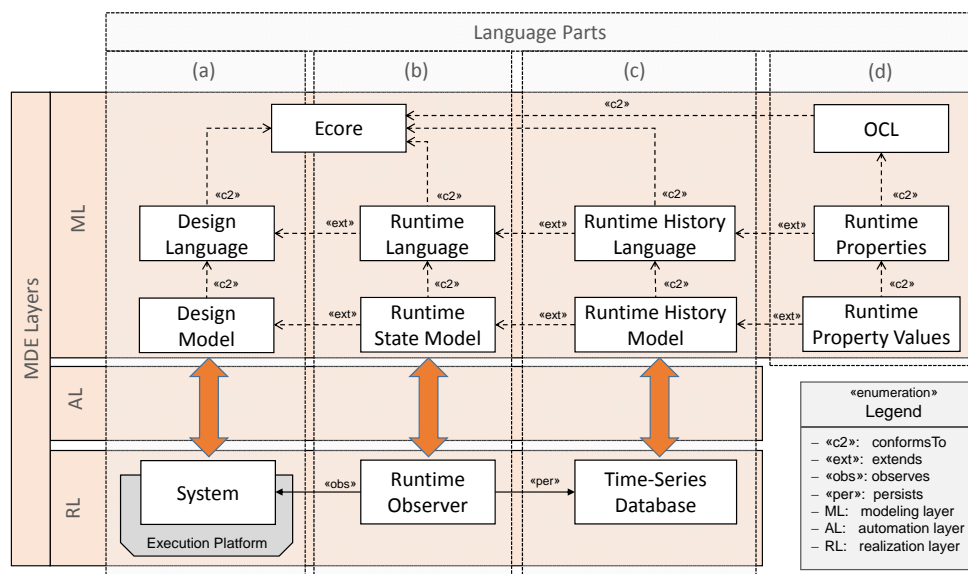 Language Parts
(a)
(b)
(c)
(d)
MDE Layers
ML
Ecore
«c2»
OCL
«c2»
«c2»
«c2»
«c2»
Design
Language
«ext»
Runtime
Language
«ext»
Runtime History
Language
«ext»
Runtime
Properties
«c2»
«c2»
«c2»
«c2»
Design
Model
«ext»
Runtime
State Model
«ext»
Runtime History
Model
«ext»
Runtime
Property Values
AL
RL
System
Execution Platform
«obs»
Runtime
Observer
«per»
Time-Series
Database
«enumeration»
Legend
– «c2»: conformsTo
– «ext»: extends
– «obs»: observes
– «per»: persists
– ML: modeling layer
– AL: automation layer
– RL: realization layer